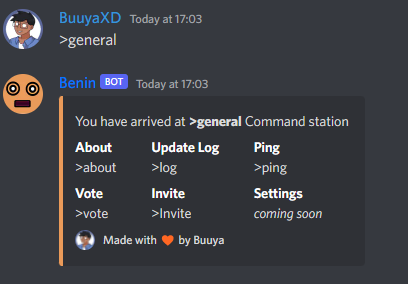 BuuyaXD Today at 17:03
>general
Benin BOT Today at 17:03
You have arrived at >general Command station
About Update Log Ping
>about >log >ping
Vote Invite Settings
>vote >Invite coming soon
Made with ❤️ by Buuya